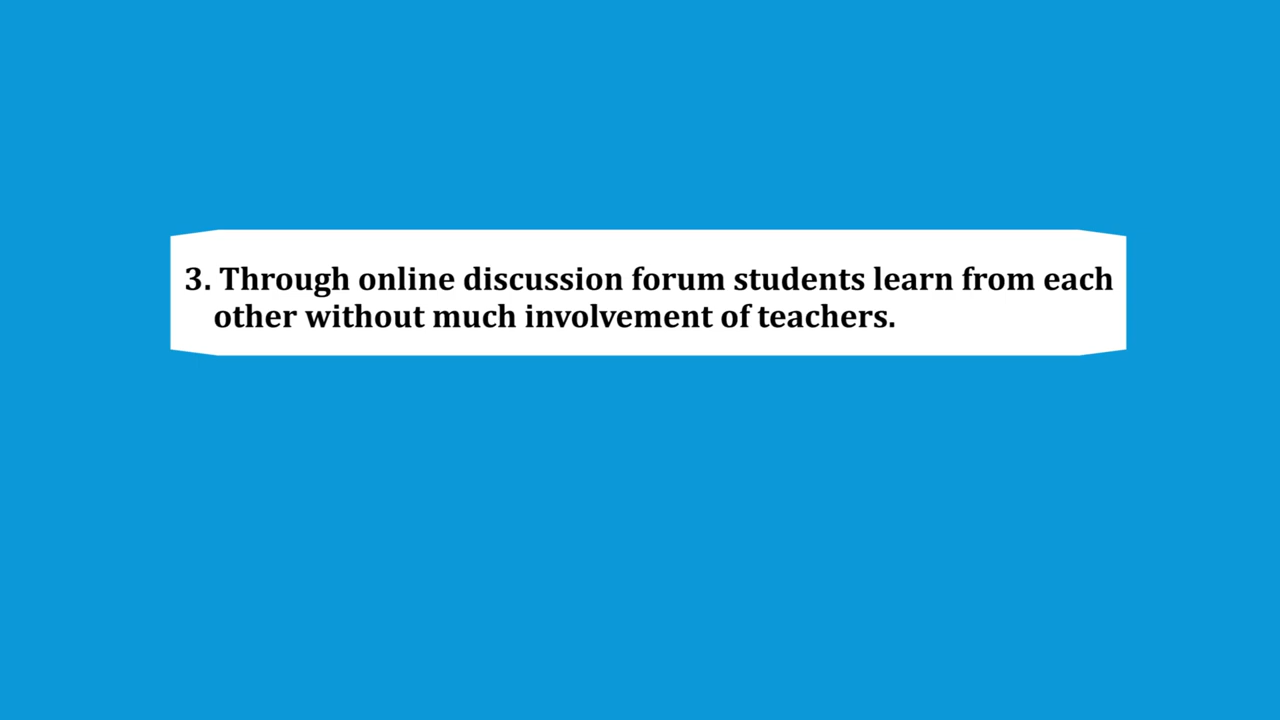 3. Through online discussion forum students learn from each
other without much involvement of teachers.